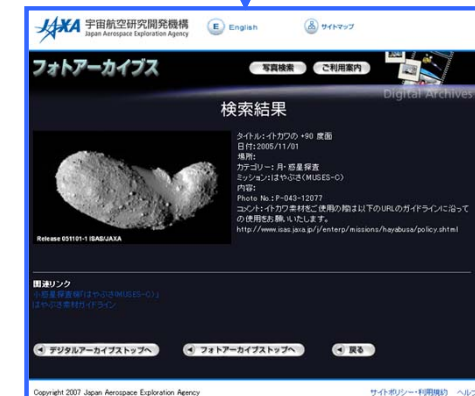 JAXA 宇宙航空研究開発機構
Japan Aerospace Exploration Agency
E English
サイトマップ
フォトアーカイブス
写真検索
ご利用案内
Digital Archives
検索結果
タイトル:イトカワの +90 度面
日付:2005/11/01
場所:
カテゴリー:月・惑星探査
ミッション:はやぶさ(MUSES-C)
内容:
Photo No.:P-043-12077
コメント:イトカワ素材をご使用の際は以下のURLのガイドラインに沿って
の使用をお願いいたします。
http://www.isas.jaxa.jp/j/enterp/missions/hayabusa/policy.shtml
Release 051101-1 ISAS/JAXA
関連リンク
小惑星探査機「はやぶさ(MUSES-C)」
はやぶさ素材ガイドライン
デジタルアーカイブストップへ
フォトアーカイブストップへ
戻る
Copyright 2007 Japan Aerospace Exploration Agency
サイトポリシー・利用規約
ヘルプ